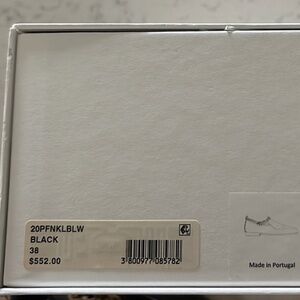 20PFNKLBLW
BLACK
38
$552.00
3 800977 085782
Made in Portugal